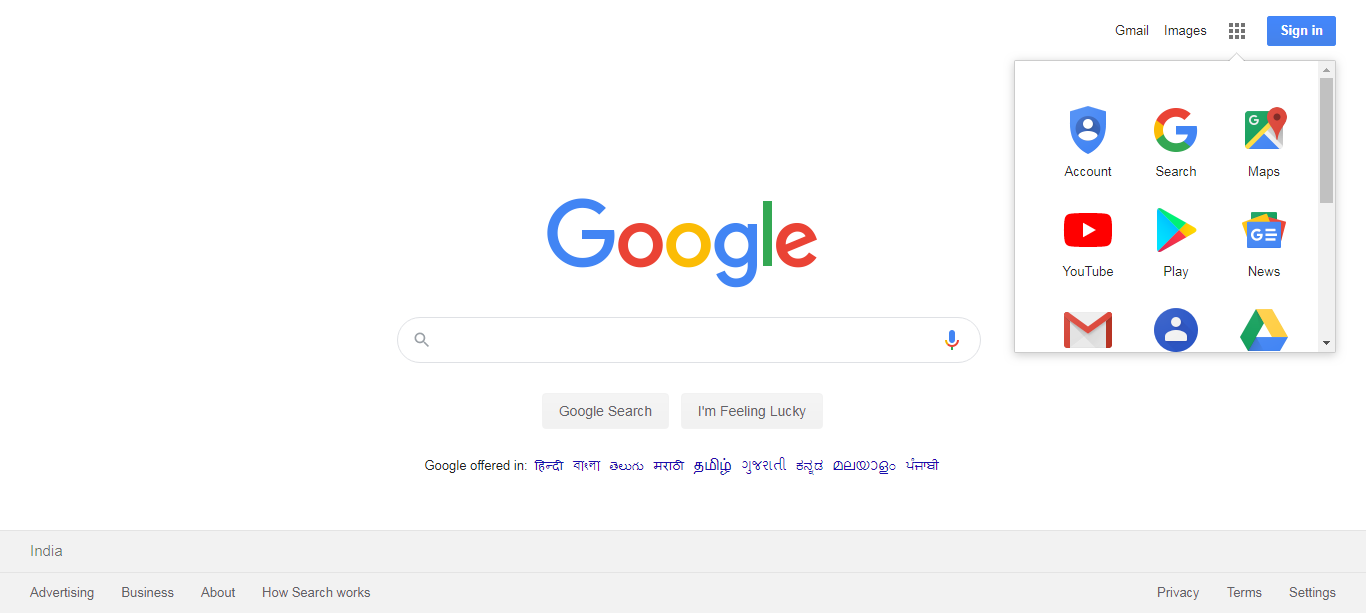 Gmail Images Sign in
Account Search Maps
Google
YouTube Play News
Google Search I'm Feeling Lucky
Google offered in: हिन्दी বাংলা తెలుగు मराठी தமிழ் ગુજરાતી ಕನ್ನಡ മലയാളം ਪੰਜਾਬੀ
India
Advertising Business About How Search works Privacy Terms Settings